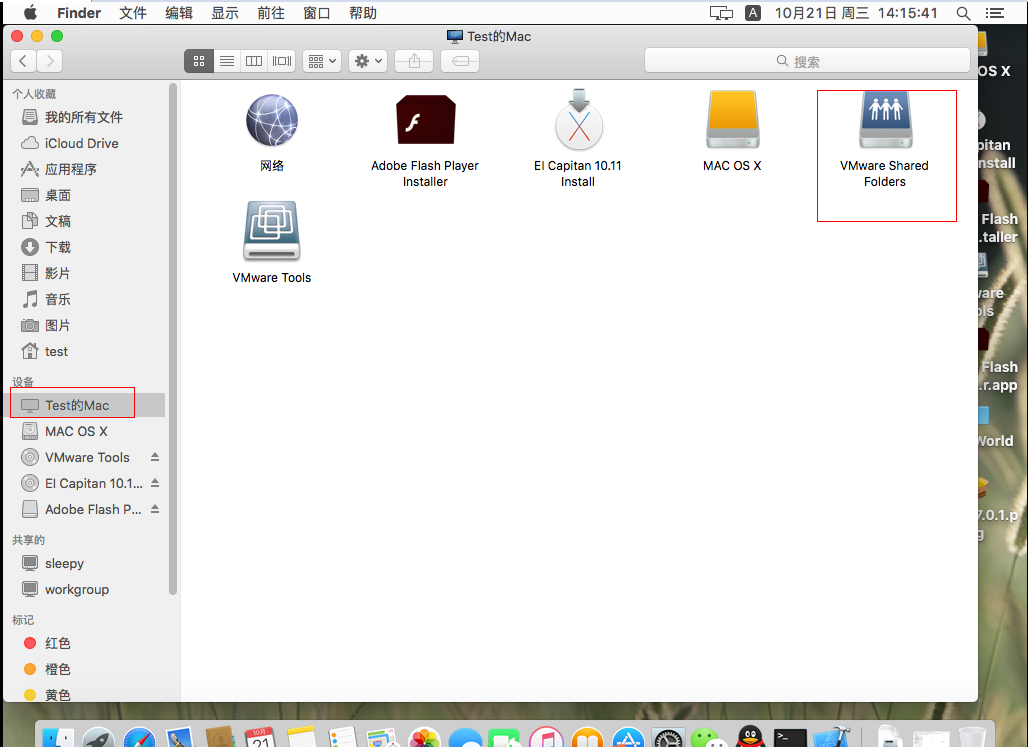 Finder 文件 编辑 显示 前往 窗口 帮助 A 10月21日 周三 14:15:41
Test的Mac
搜索
个人收藏
我的所有文件
iCloud Drive
应用程序
桌面
文稿
下载
影片
音乐
图片
test
设备
Test的Mac
MAC OS X
VMware Tools
El Capitan 10.1...
Adobe Flash P...
共享的
sleepy
workgroup
标记
红色
橙色
黄色
网络
Adobe Flash Player
Installer
El Capitan 10.11
Install
MAC OS X
VMware Shared
Folders
VMware Tools
OS X
pitan
nstall
Flash
.taller
vare
ols
Flash
.r.app
World
7.0.1.p
g
10月
21